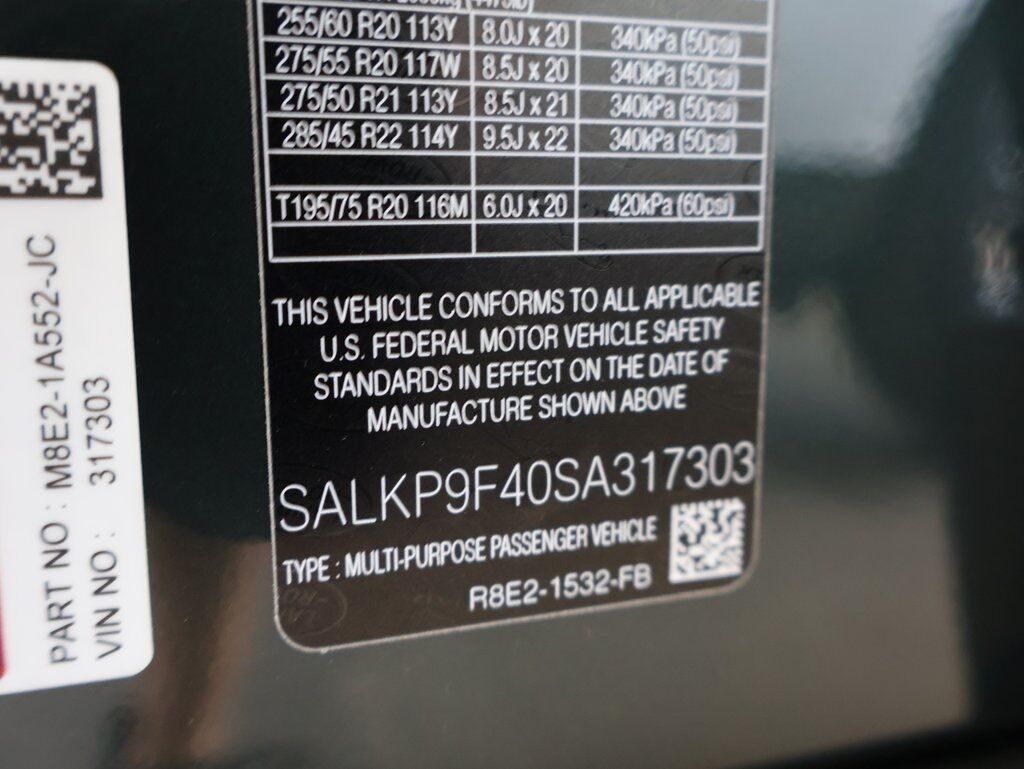 255/60 R20 113Y 8.0J x 20 340kPa (50psi)
275/55 R20 117W 8.5J x 20 340kPa (50psi)
275/50 R21 113Y 8.5J x 21 340kPa (50psi)
285/45 R22 114Y 9.5J x 22 340kPa (50psi)
T195/75 R20 116M 6.0J x 20 420kPa (60psi)
THIS VEHICLE CONFORMS TO ALL APPLICABLE
U.S. FEDERAL MOTOR VEHICLE SAFETY
STANDARDS IN EFFECT ON THE DATE OF
MANUFACTURE SHOWN ABOVE
SALKP9F40SA317303
TYPE : MULTI-PURPOSE PASSENGER VEHICLE
R8E2-1532-FB
PART NO : M8E2-1A552-JC
VIN NO : 317303